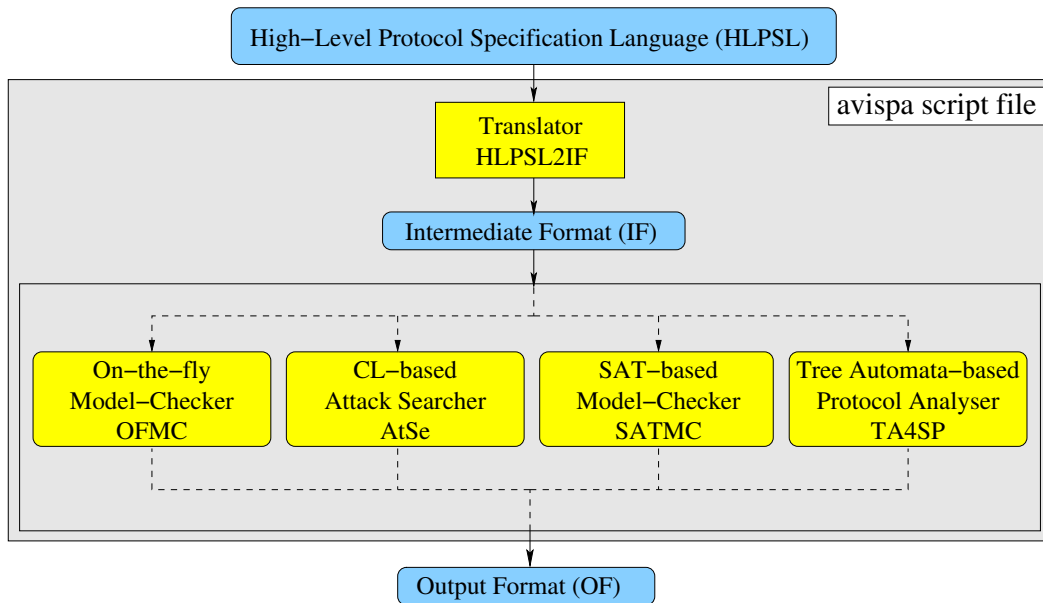 High−Level Protocol Specification Language (HLPSL)
avispa script file
Translator
HLPSL2IF
Intermediate Format (IF)
On−the−fly
Model−Checker
OFMC
CL−based
Attack Searcher
AtSe
SAT−based
Model−Checker
SATMC
Tree Automata−based
Protocol Analyser
TA4SP
Output Format (OF)